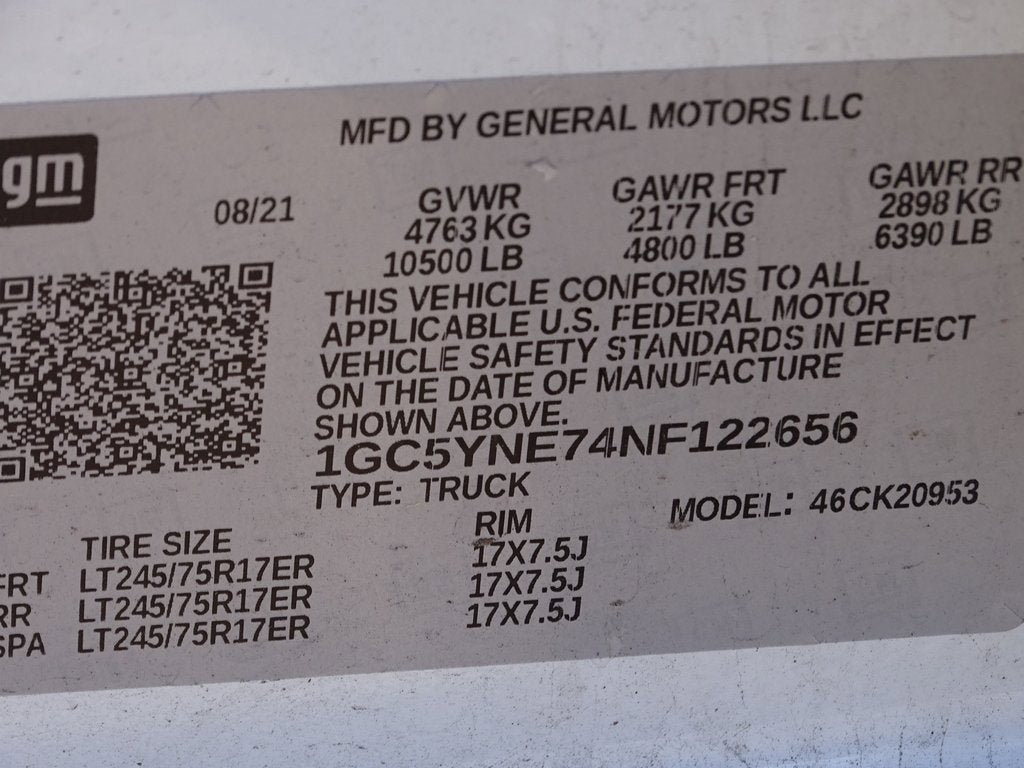 gm
MFD BY GENERAL MOTORS LLC
08/21
GVWR
4763 KG
10500 LB
GAWR FRT
2177 KG
4800 LB
GAWR RR
2898 KG
6390 LB
THIS VEHICLE CONFORMS TO ALL
APPLICABLE U.S. FEDERAL MOTOR
VEHICLE SAFETY STANDARDS IN EFFECT
ON THE DATE OF MANUFACTURE
SHOWN ABOVE.
1GC5YNE74NF122656
TYPE: TRUCK
MODEL: 46CK20953
TIRE SIZE RIM
FRT LT245/75R17ER 17X7.5J
RR LT245/75R17ER 17X7.5J
SPA LT245/75R17ER 17X7.5J